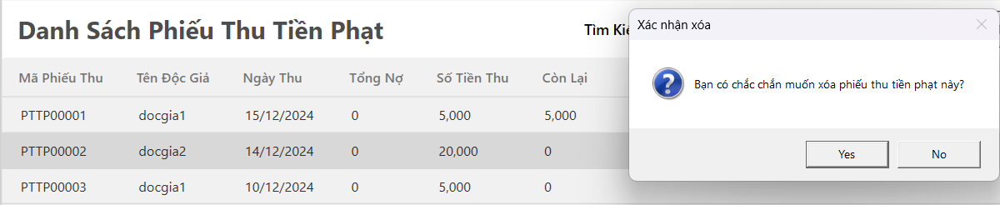 Danh Sách Phiếu Thu Tiền Phạt
Tìm
Mã Phiếu Thu Tên Độc Giả Ngày Thu Tổng Nợ Số Tiền Thu Còn Lại
PTTP00001 docgia1 15/12/2024 0 5,000 5,000
PTTP00002 docgia2 14/12/2024 0 20,000 0
PTTP00003 docgia1 10/12/2024 0 5,000 0
Xác nhận xóa
Bạn có chắc chắn muốn xóa phiếu thu tiền phạt này?
Yes No